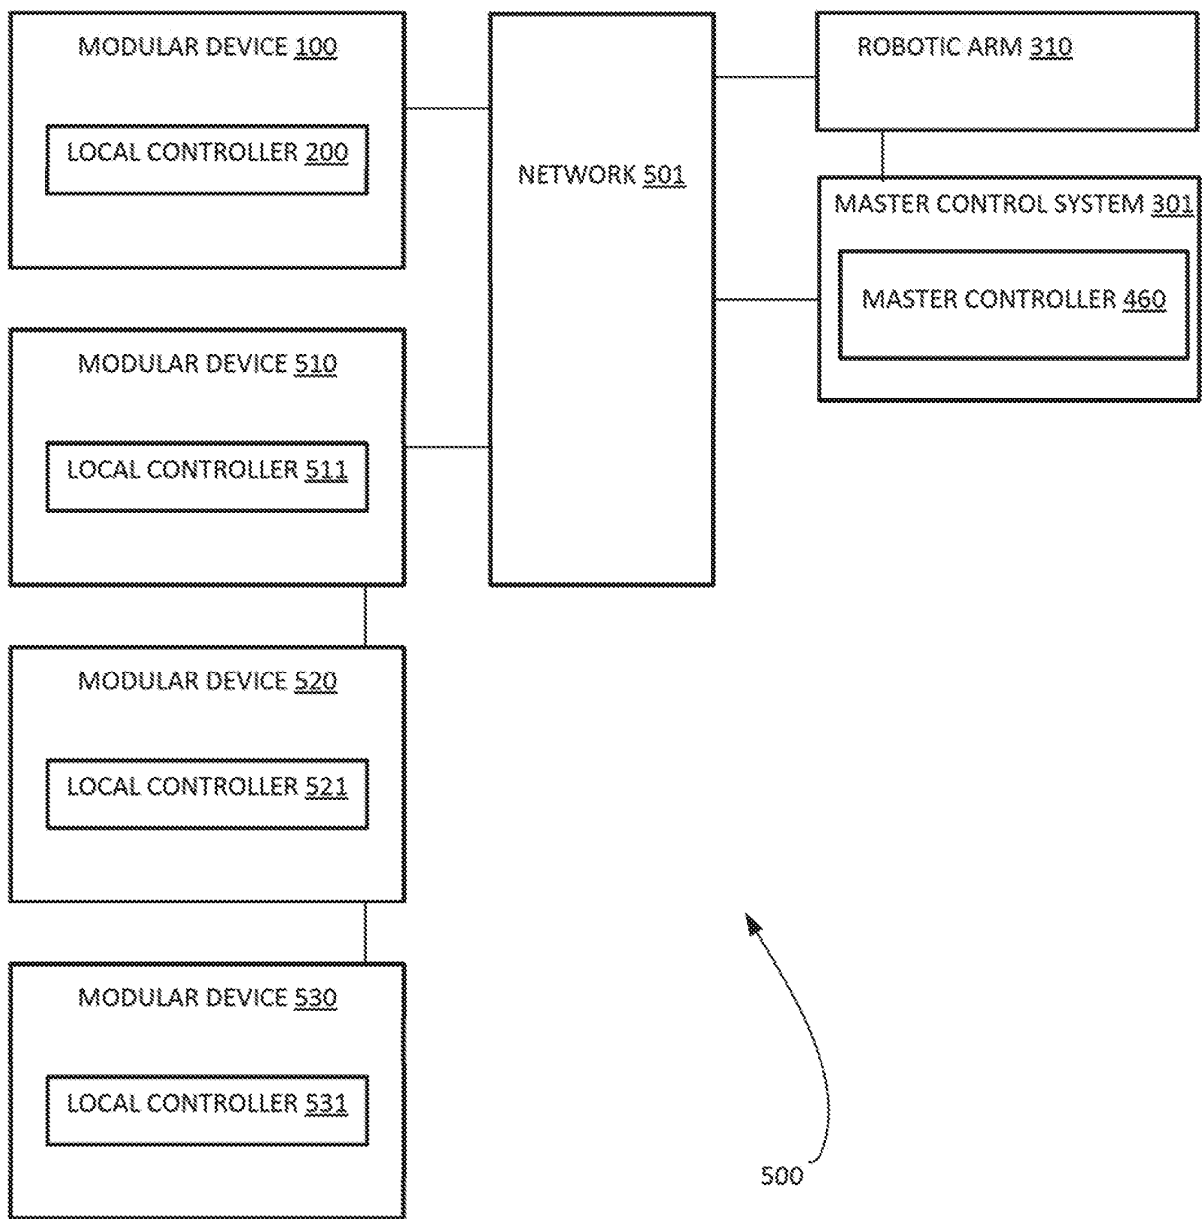 MODULAR DEVICE 100
LOCAL CONTROLLER 200
MODULAR DEVICE 510
LOCAL CONTROLLER 511
MODULAR DEVICE 520
LOCAL CONTROLLER 521
MODULAR DEVICE 530
LOCAL CONTROLLER 531
NETWORK 501
ROBOTIC ARM 310
MASTER CONTROL SYSTEM 301
MASTER CONTROLLER 460
500